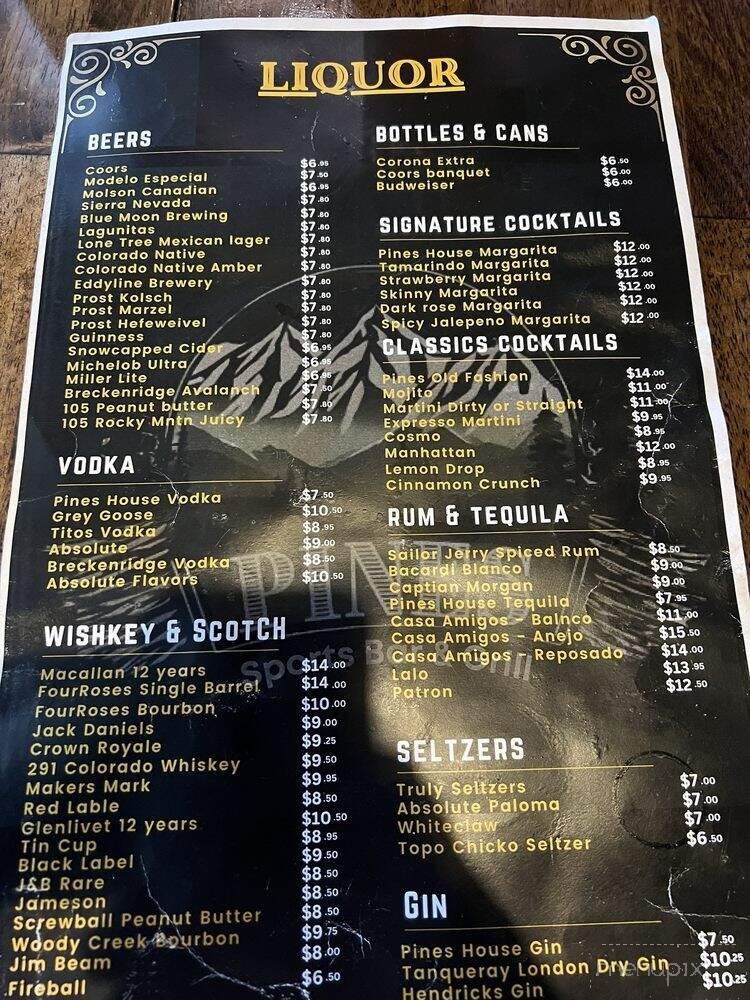 LIQUOR
BEERS
Coors $6.95
Modelo Especial $7.50
Molson Canadian $6.95
Sierra Nevada $7.80
Blue Moon Brewing $7.80
Lagunitas $7.80
Lone Tree Mexican lager $7.80
Colorado Native $7.80
Colorado Native Amber $7.80
Eddyline Brewery $7.80
Prost Kolsch $7.80
Prost Marzel $7.80
Prost Hefeweivel $7.80
Guinness $7.80
Snowcapped Cider $6.95
Michelob Ultra $6.95
Miller Lite $6.95
Breckenridge Avalanch $7.50
105 Peanut butter $7.80
105 Rocky Mntn Juicy $7.80
VODKA
Pines House Vodka $7.50
Grey Goose $10.50
Titos Vodka $8.95
Absolute $9.00
Breckenridge Vodka $8.50
Absolute Flavors $10.50
WISHKEY & SCOTCH
Macallan 12 years $14.00
FourRoses Single Barrel $14.00
FourRoses Bourbon $10.00
Jack Daniels $9.00
Crown Royale $9.25
291 Colorado Whiskey $9.50
Makers Mark $9.95
Red Lable $8.50
Glenlivet 12 years $10.50
Tin Cup $8.95
Black Label $9.50
J&B Rare $8.50
Jameson $8.50
Screwball Peanut Butter $8.50
Woody Creek Bourbon $9.75
Jim Beam $8.00
Fireball $6.50
BOTTLES & CANS
Corona Extra $6.50
Coors banquet $6.00
Budweiser $6.00
SIGNATURE COCKTAILS
Pines House Margarita $12.00
Tamarindo Margarita $12.00
Strawberry Margarita $12.00
Skinny Margarita $12.00
Dark rose Margarita $12.00
Spicy Jalepeno Margarita $12.00
CLASSICS COCKTAILS
Pines Old Fashion $14.00
Mojito $11.00
Martini Dirty or Straight $11.00
Expresso Martini $9.95
Cosmo $8.95
Manhattan $12.00
Lemon Drop $8.95
Cinnamon Crunch $9.95
RUM & TEQUILA
Sailor Jerry Spiced Rum $8.50
Bacardi Blanco $9.00
Captian Morgan $9.00
Pines House Tequila $7.95
Casa Amigos - Balnco $11.00
Casa Amigos - Anejo $15.50
Casa Amigos - Reposado $14.00
Lalo $13.95
Patron $12.50
SELTZERS
Truly Seltzers $7.00
Absolute Paloma $7.00
Whiteclaw $7.00
Topo Chicko Seltzer $6.50
GIN
Pines House Gin $7.50
Tanqueray London Dry Gin $10.25
Hendricks Gin $10.25
PINES
Sports Bar & Grill
menupix